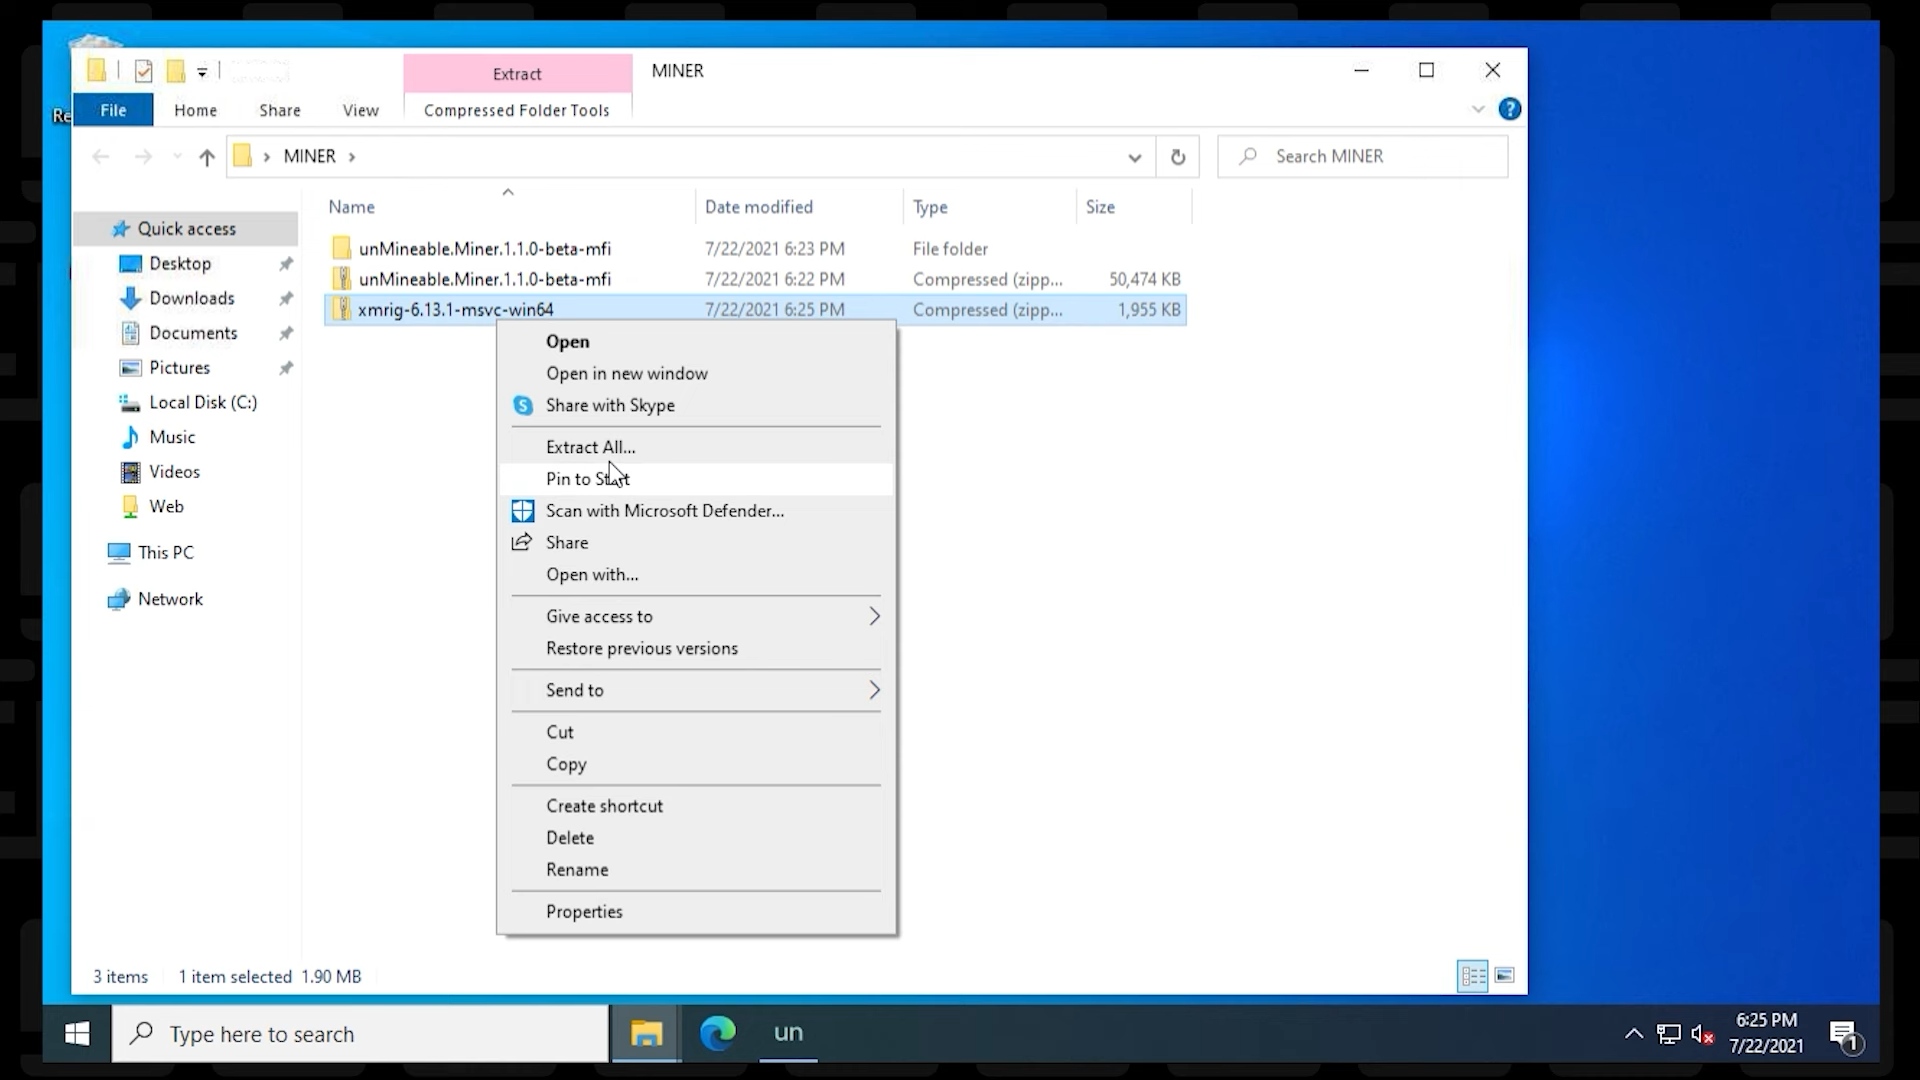 Extract
MINER
File
Home
Share
View
Compressed Folder Tools
?
MINER
Search MINER
Name
Date modified
Type
Size
Quick access
Desktop
Downloads
Documents
Pictures
Local Disk (C:)
Music
Videos
Web
This PC
Network
unMineable.Miner.1.1.0-beta-mfi 7/22/2021 6:23 PM File folder
unMineable.Miner.1.1.0-beta-mfi 7/22/2021 6:22 PM Compressed (zipp... 50,474 KB
xmrig-6.13.1-msvc-win64 7/22/2021 6:25 PM Compressed (zipp... 1,955 KB
Open
Open in new window
S
Share with Skype
Extract All...
Pin to Start
Scan with Microsoft Defender...
Share
Open with...
Give access to
Restore previous versions
Send to
Cut
Copy
Create shortcut
Delete
Rename
Properties
3 items
1 item selected 1.90 MB
Re
Type here to search
un
6:25 PM
7/22/2021
1